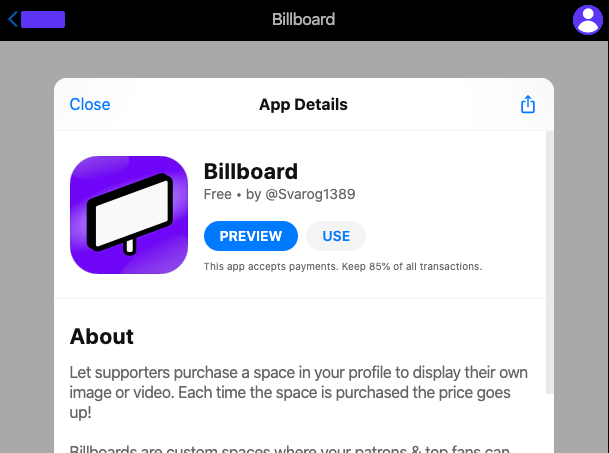 Billboard
Close
App Details
Billboard
Free • by @Svarog1389
PREVIEW
USE
This app accepts payments. Keep 85% of all transactions.
About
Let supporters purchase a space in your profile to display their own
image or video. Each time the space is purchased the price goes
up!
Billboards are custom spaces where your patrons & top fans can